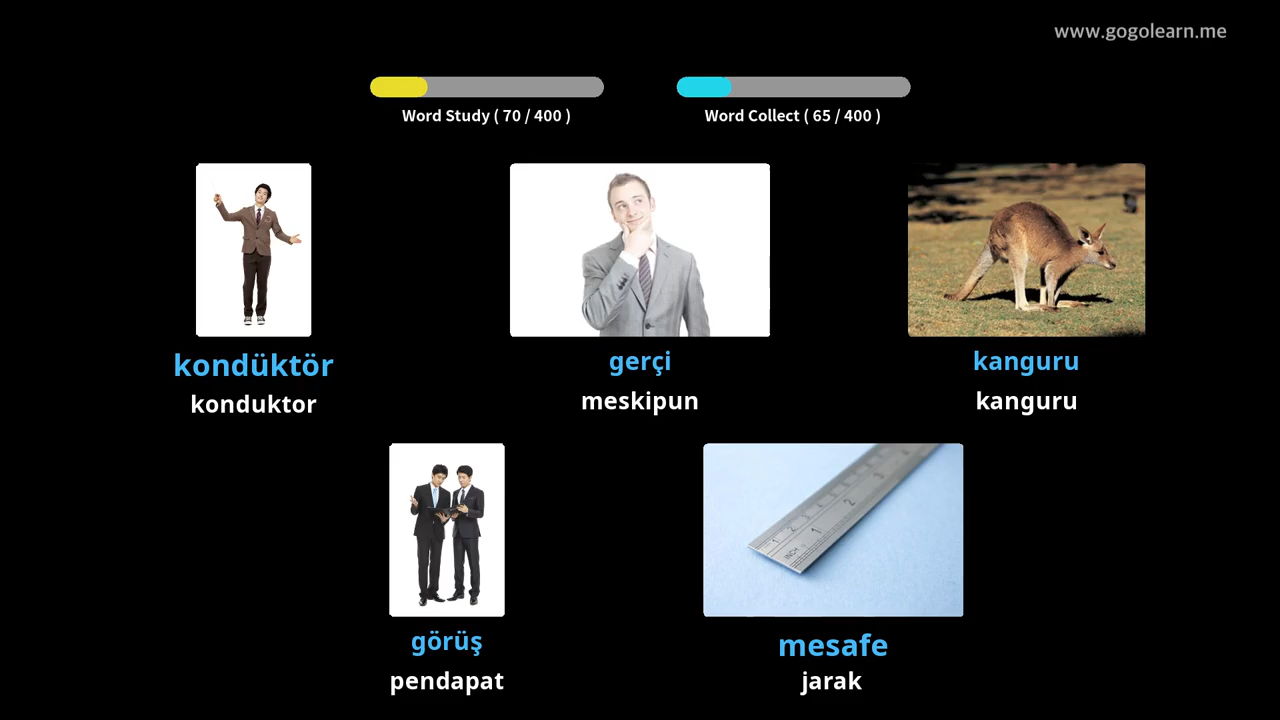 www.gogolearn.me
Word Study ( 70 / 400 )
Word Collect ( 65 / 400 )
kondüktör
konduktor
gerçi
meskipun
kanguru
kanguru
görüş
pendapat
mesafe
jarak